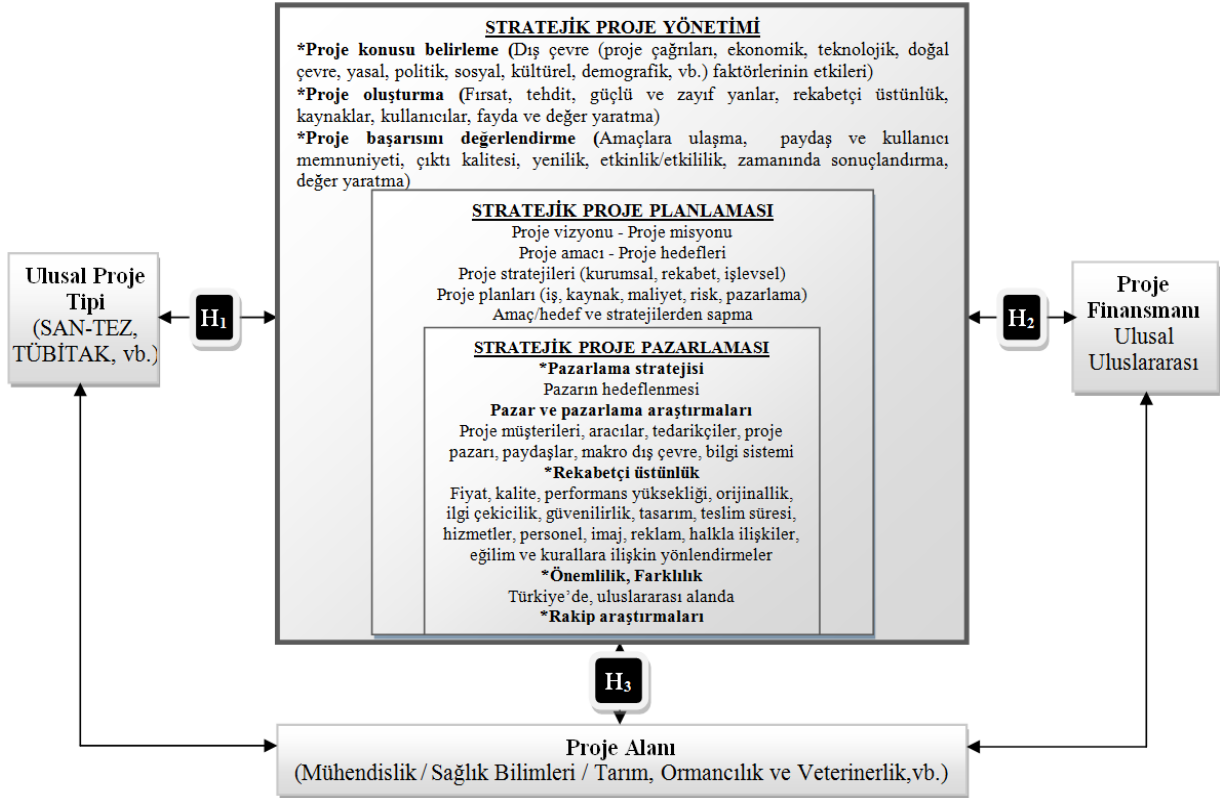 STRATEJİK PROJE YÖNETİMİ
*Proje konusu belirleme (Dış çevre (proje çağrıları, ekonomik, teknolojik, doğal
çevre, yasal, politik, sosyal, kültürel, demografik, vb.) faktörlerinin etkileri)
*Proje oluşturma (Fırsat, tehdit, güçlü ve zayıf yanlar, rekabetçi üstünlük,
kaynaklar, kullanıcılar, fayda ve değer yaratma)
*Proje başarısını değerlendirme (Amaçlara ulaşma, paydaş ve kullanıcı
memnuniyeti, çıktı kalitesi, yenilik, etkinlik/etkililik, zamanında sonuçlandırma,
değer yaratma)
STRATEJİK PROJE PLANLAMASI
Proje vizyonu - Proje misyonu
Proje amacı - Proje hedefleri
Proje stratejileri (kurumsal, rekabet, işlevsel)
Proje planları (iş, kaynak, maliyet, risk, pazarlama)
Amaç/hedef ve stratejilerden sapma
STRATEJİK PROJE PAZARLAMASI
*Pazarlama stratejisi
Pazarın hedeflenmesi
Pazar ve pazarlama araştırmaları
Proje müşterileri, aracılar, tedarikçiler, proje
pazarı, paydaşlar, makro dış çevre, bilgi sistemi
*Rekabetçi üstünlük
Fiyat, kalite, performans yüksekliği, orijinallik,
ilgi çekicilik, güvenilirlik, tasarım, teslim süresi,
hizmetler, personel, imaj, reklam, halkla ilişkiler,
eğilim ve kurallara ilişkin yönlendirmeler
*Önemlilik, Farklılık
Türkiye’de, uluslararası alanda
*Rakip araştırmaları
Ulusal Proje
Tipi
(SAN-TEZ,
TÜBİTAK, vb.)
H₁
H₂
Proje
Finansmanı
Ulusal
Uluslararası
H₃
Proje Alanı
(Mühendislik / Sağlık Bilimleri / Tarım, Ormancılık ve Veterinerlik,vb.)